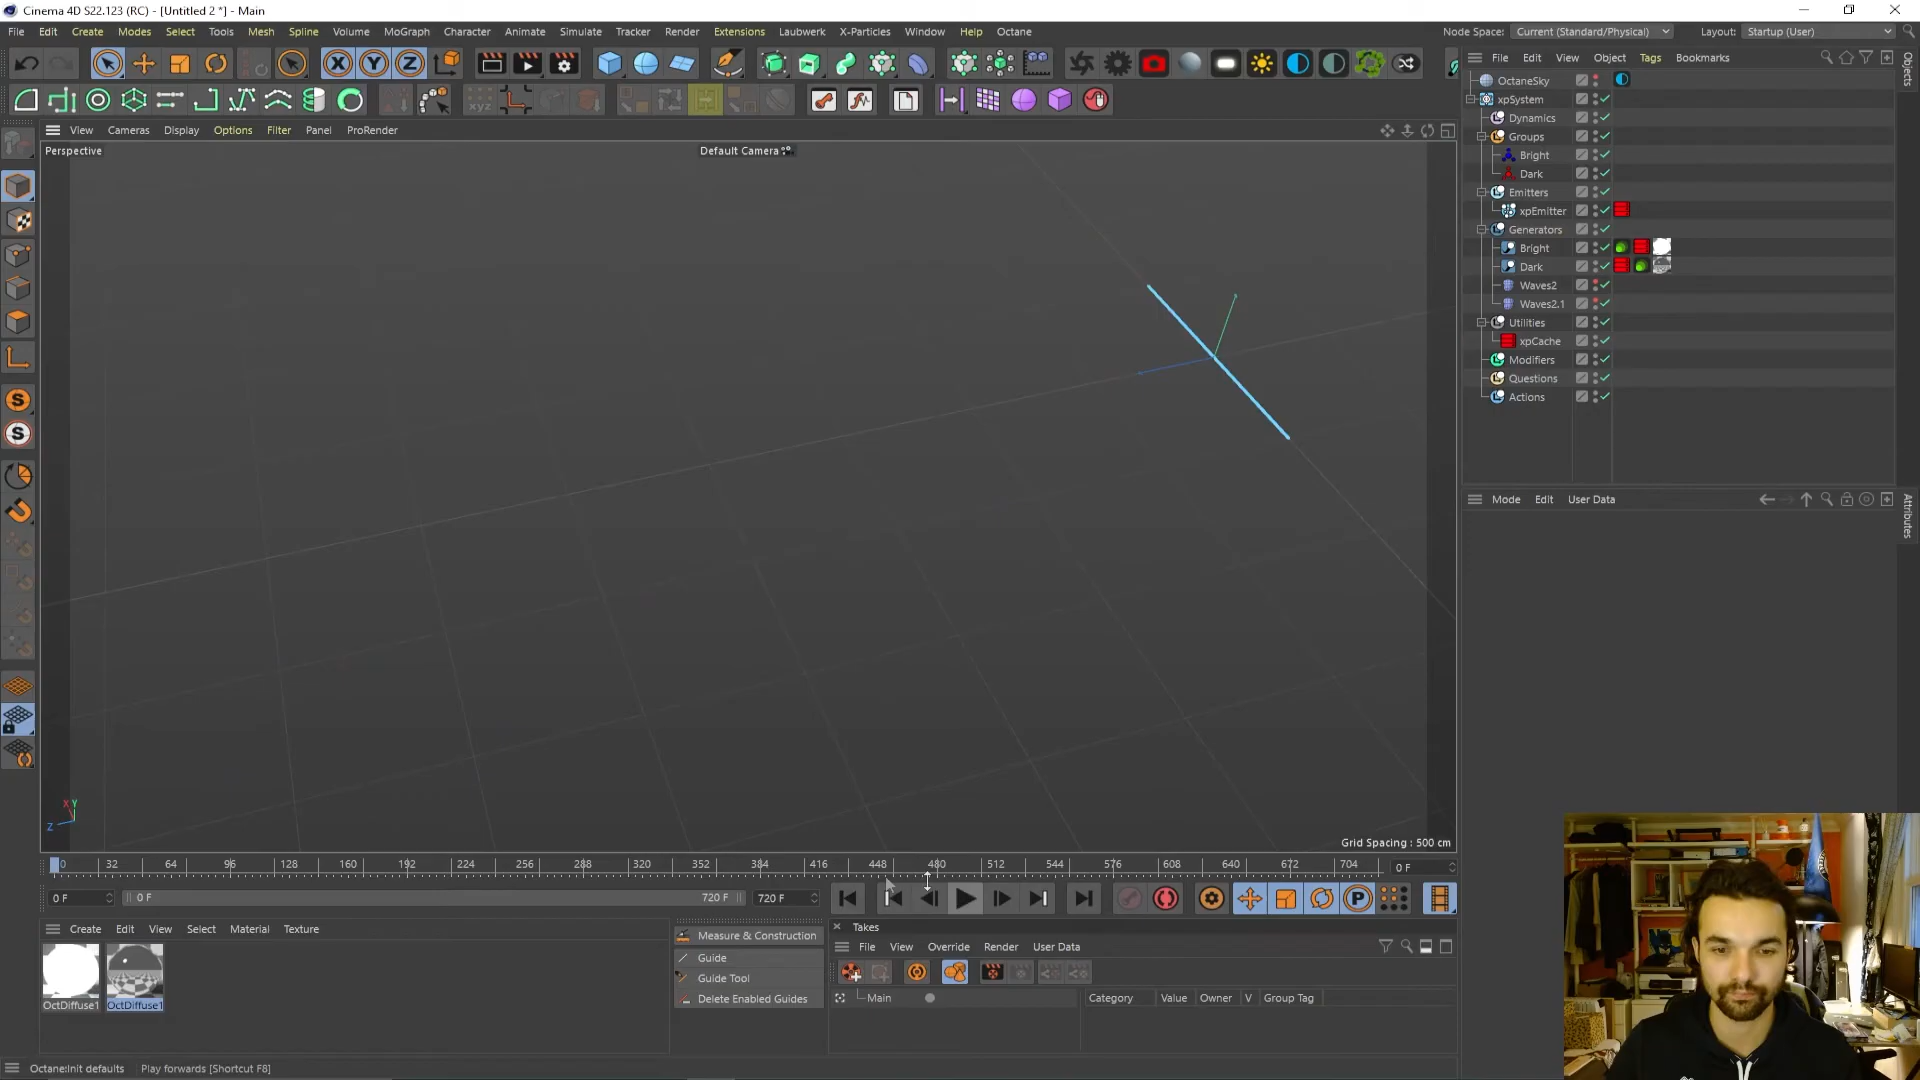 Cinema 4D S22.123 (RC) - [Untitled 2 *] - Main
File Edit Create Modes Select Tools Mesh Spline Volume MoGraph Character Animate Simulate Tracker Render Extensions Laubwerk X-Particles Window Help Octane Node Space: Current (Standard/Physical) Layout: Startup (User)
X Y Z
File Edit View Object Tags Bookmarks
Objects
xyz
View Cameras Display Options Filter Panel ProRender
Perspective
Default Camera
OctaneSky
xpSystem
Dynamics
Groups
Bright
Dark
Emitters
xpEmitter
Generators
Bright
Dark
Waves2
Waves2.1
Utilities
xpCache
Modifiers
Questions
Actions
Mode Edit User Data
Attributes
S
S
X Y
Z
Grid Spacing : 500 cm
0 32 64 96 128 160 192 224 256 288 320 352 384 416 448 480 512 544 576 608 640 672 704 0 F
0 F 0 F 720 F 720 F
P
Create Edit View Select Material Texture
OctDiffuse1 OctDiffuse1
Measure & Construction
Guide
Guide Tool
Delete Enabled Guides
Takes
File View Override Render User Data
Main
Category Value Owner V Group Tag
Octane:Init defaults Play forwards [Shortcut F8]